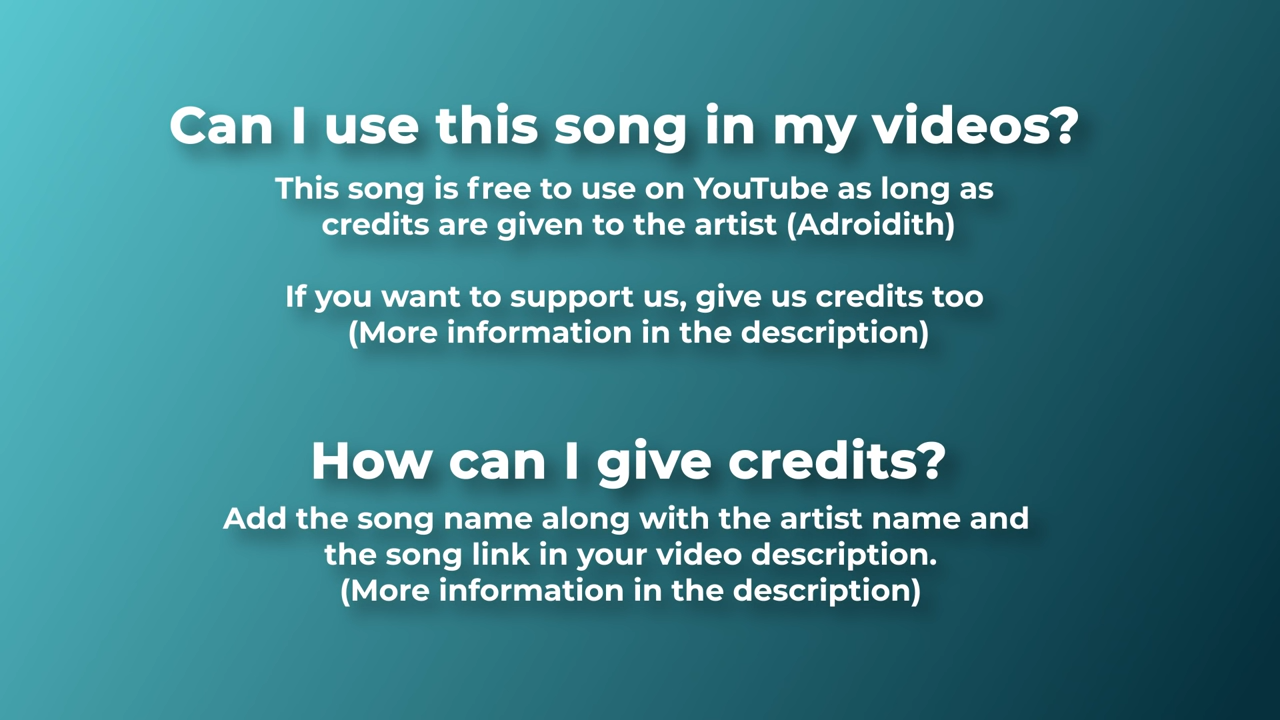 Can I use this song in my videos?
This song is free to use on YouTube as long as
credits are given to the artist (Adroidith)
If you want to support us, give us credits too
(More information in the description)
How can I give credits?
Add the song name along with the artist name and
the song link in your video description.
(More information in the description)